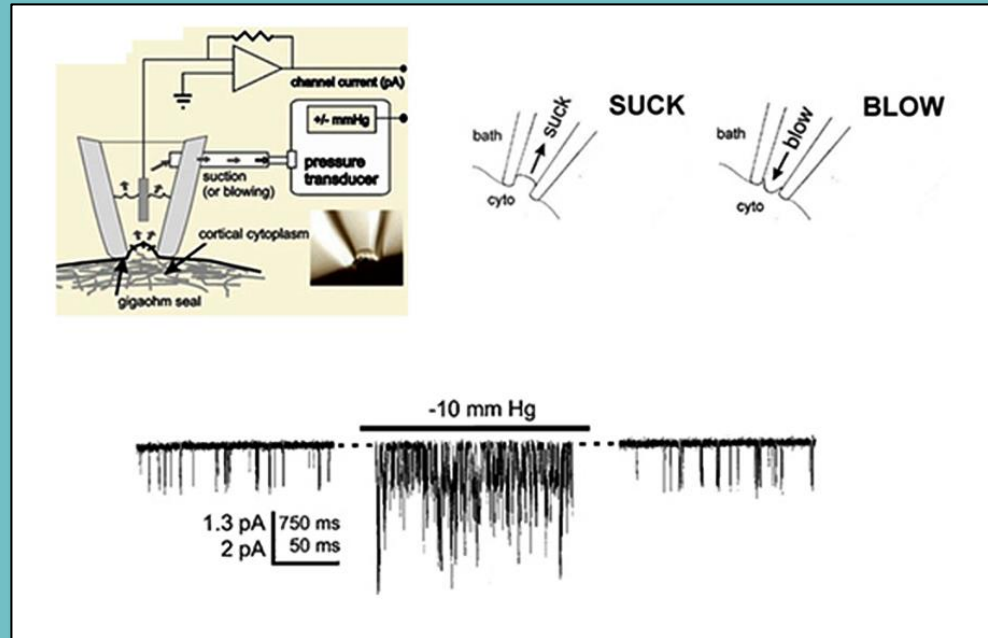 channel current (pA)
+/- mmHg
pressure
transducer
suction
(or blowing)
cortical cytoplasm
gigaohm seal
SUCK
bath
suck
cyto
BLOW
bath
blow
cyto
-10 mm Hg
1.3 pA 750 ms
2 pA 50 ms